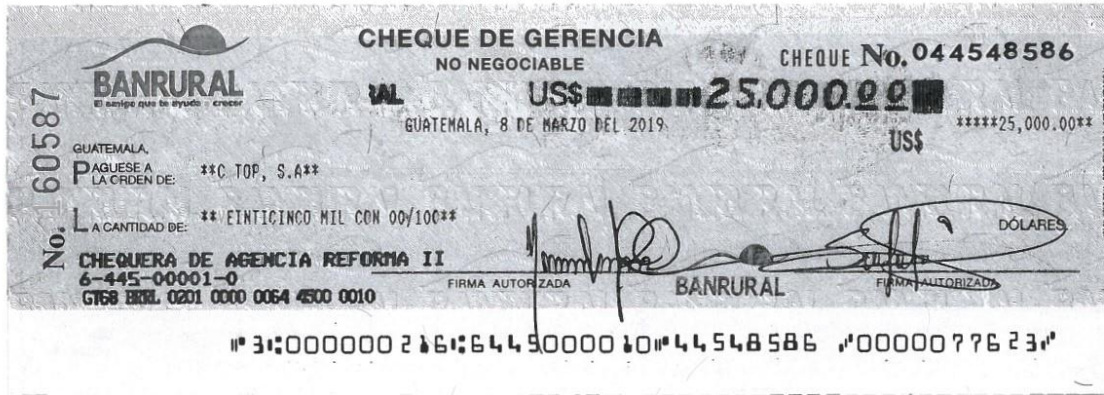 CHEQUE DE GERENCIA
NO NEGOCIABLE
CHEQUE No. 044548586
BANRURAL
El amigo que te ayuda a crecer
US$ 25,000.00
GUATEMALA, 8 DE MARZO DEL 2019
US$ *****25,000.00**
No. 160587
GUATEMALA,
PAGUESE A LA ORDEN DE: **C TOP, S.A**
LA CANTIDAD DE: ** EINTICINCO MIL CON 00/100**
DÓLARES
CHEQUERA DE AGENCIA REFORMA II
6-445-00001-0
GT68 BRRL 0201 0000 0064 4500 0010
FIRMA AUTORIZADA
BANRURAL
FIRMA AUTORIZADA